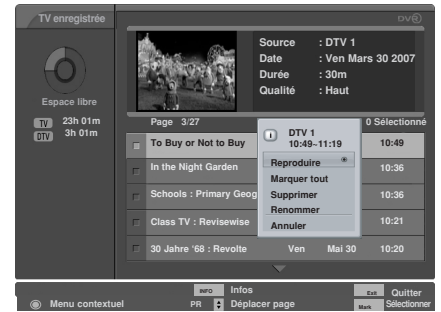 TV enregistrée
DVR
Source : DTV 1
Date : Ven Mars 30 2007
Durée : 30m
Qualité : Haut
Espace libre
TV 23h 01m
DTV 3h 01m
Page 3/27
0 Sélectionné
To Buy or Not to Buy 10:49
In the Night Garden 10:36
Schools : Primary Geog 10:36
Class TV : Revisewise 10:21
30 Jahre '68 : Revolte Ven Mai 30 10:20
i DTV 1
10:49~11:19
Reproduire
Marquer tout
Supprimer
Renommer
Annuler
INFO Infos
Exit Quitter
Menu contextuel
PR Déplacer page
Mark Sélectionner